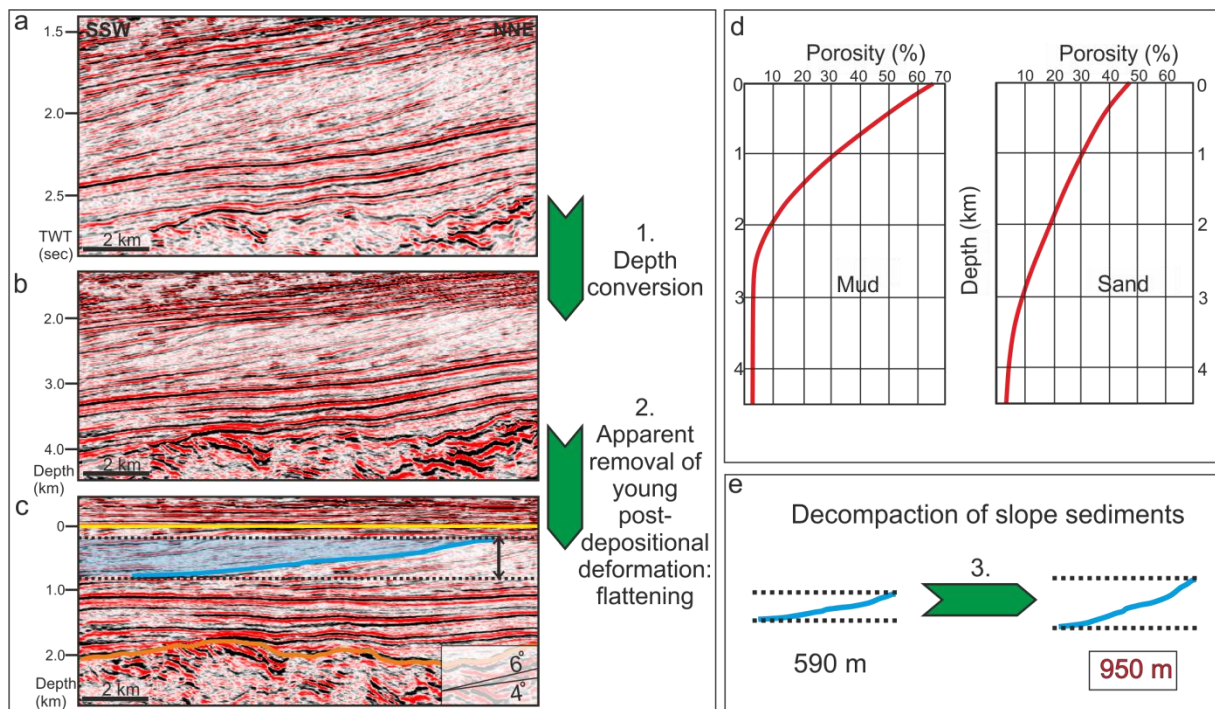 a
SSW
NNE
1.5
2.0
2.5
TWT
(sec)
2 km
1.
Depth
conversion
b
2.0
3.0
4.0
Depth
(km)
2 km
2.
Apparent
removal of
young
post-
depositional
deformation:
flattening
c
0
1.0
2.0
Depth
(km)
2 km
6°
4°
d
Porosity (%)
10 20 30 40 50 60 70
0
1
2
3
4
Mud
Depth (km)
Porosity (%)
10 20 30 40 50 60
0
1
2
3
4
Sand
e
Decompaction of slope sediments
3.
590 m
950 m